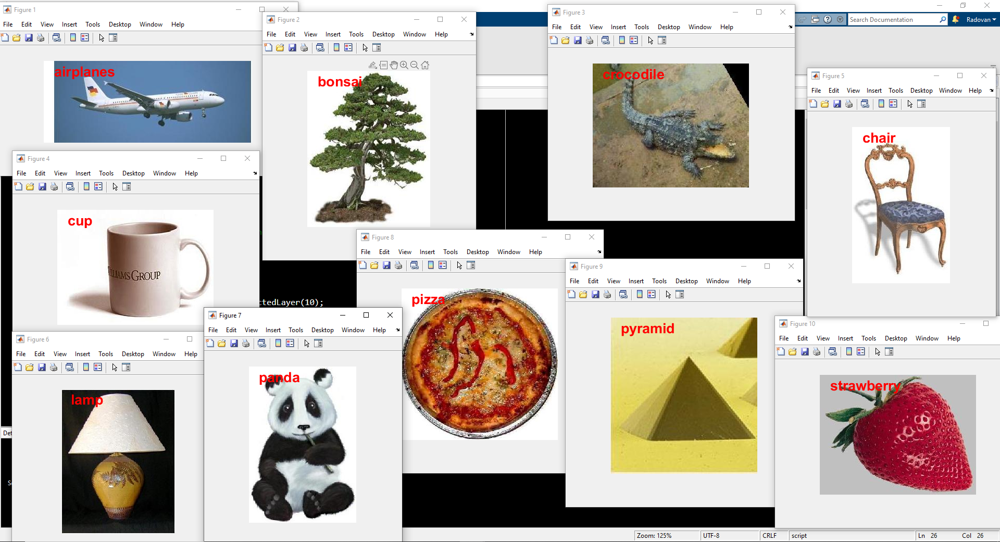 Figure 1
File Edit View Insert Tools Desktop Window Help
airplanes
Figure 2
File Edit View Insert Tools Desktop Window Help
bonsai
Figure 3
File Edit View Insert Tools Desktop Window Help
crocodile
Search Documentation
Radovan
Figure 4
File Edit View Insert Tools Desktop Window Help
cup
WILLIAMS GROUP
Figure 5
File Edit View Insert Tools Desktop Window Help
chair
ctedLayer(10);
Figure 6
File Edit View Insert Tools Desktop Window Help
lamp
Figure 7
File Edit View Insert Tools Desktop Window Help
panda
Figure 8
File Edit View Insert Tools Desktop Window Help
pizza
Figure 9
File Edit View Insert Tools Desktop Window Help
pyramid
Figure 10
File Edit View Insert Tools Desktop Window Help
strawberry
Det
Zoom: 125% UTF-8 CRLF script Ln 26 Col 26